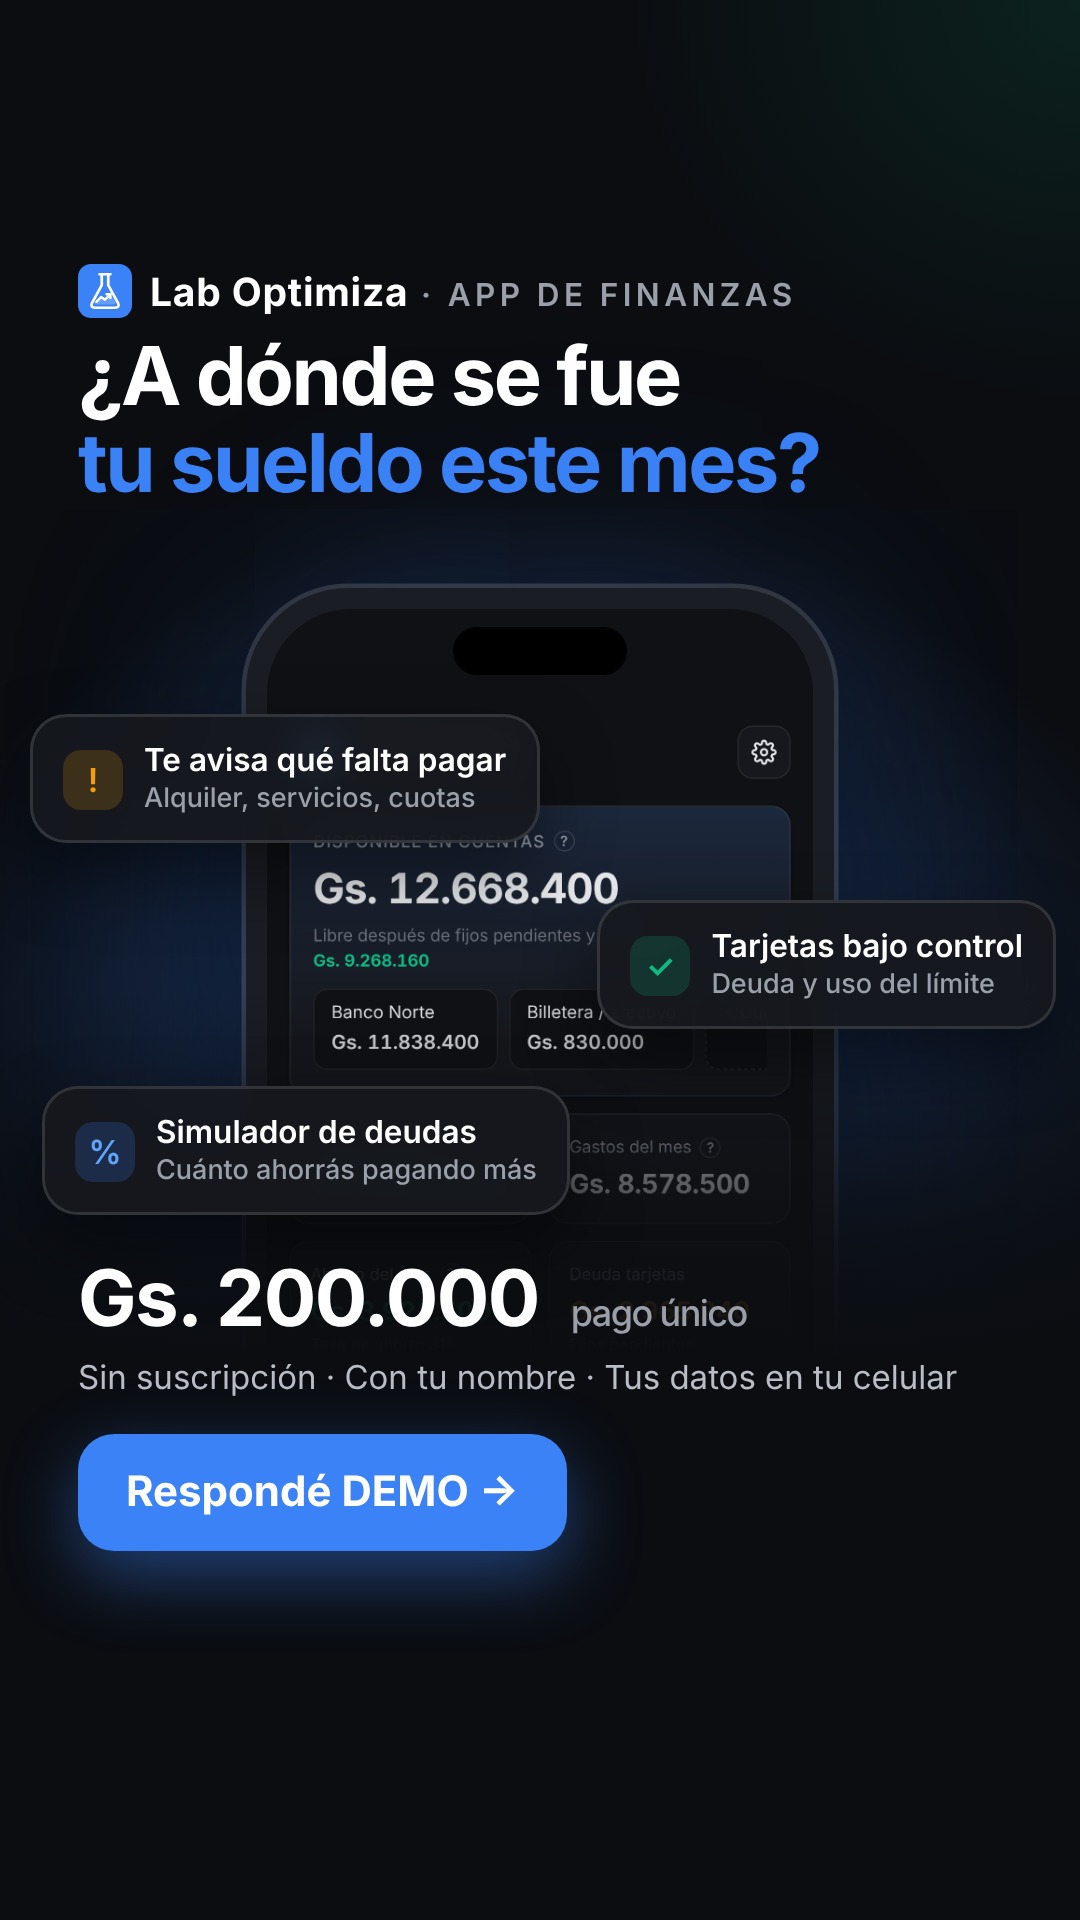 Lab Optimiza · APP DE FINANZAS
¿A dónde se fue
tu sueldo este mes?
!
Te avisa qué falta pagar
Alquiler, servicios, cuotas
DISPONIBLE EN CUENTAS ?
Gs. 12.668.400
Libre después de fijos pendientes y
Gs. 9.268.160
Tarjetas bajo control
Deuda y uso del límite
Banco Norte
Gs. 11.838.400
Billetera /
Gs. 830.000
%
Simulador de deudas
Cuánto ahorrás pagando más
Gastos del mes ?
Gs. 8.578.500
Deuda tarjetas
Gs. 200.000 pago único
Sin suscripción · Con tu nombre · Tus datos en tu celular
Respondé DEMO →